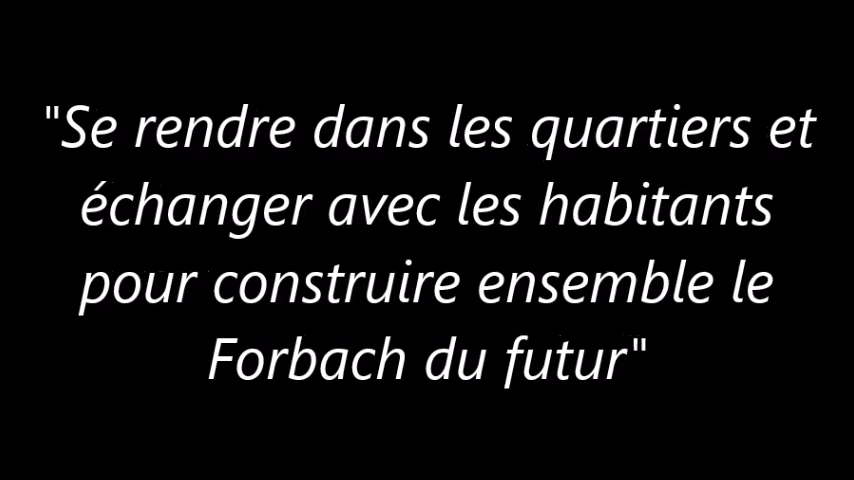 "Se rendre dans les quartiers et
échanger avec les habitants
pour construire ensemble le
Forbach du futur"